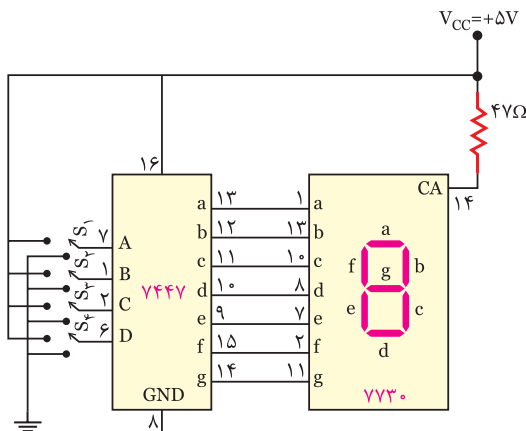 V_CC=+۵V
۴۷Ω
۱۶
CA
۱۴
S۱
۷ A
a ۱۳ ۱ a
b ۱۲ ۱۳ b
S۲
۱ B
c ۱۱ ۱۰ c
S۳
۲ C
۷۴۴۷
d ۱۰ ۸ d
S۴
۶ D
e ۹ ۷ e
f ۱۵ ۲ f
g ۱۴ ۱۱ g
a
f g b
e c
d
GND
۸
۷۷۳۰